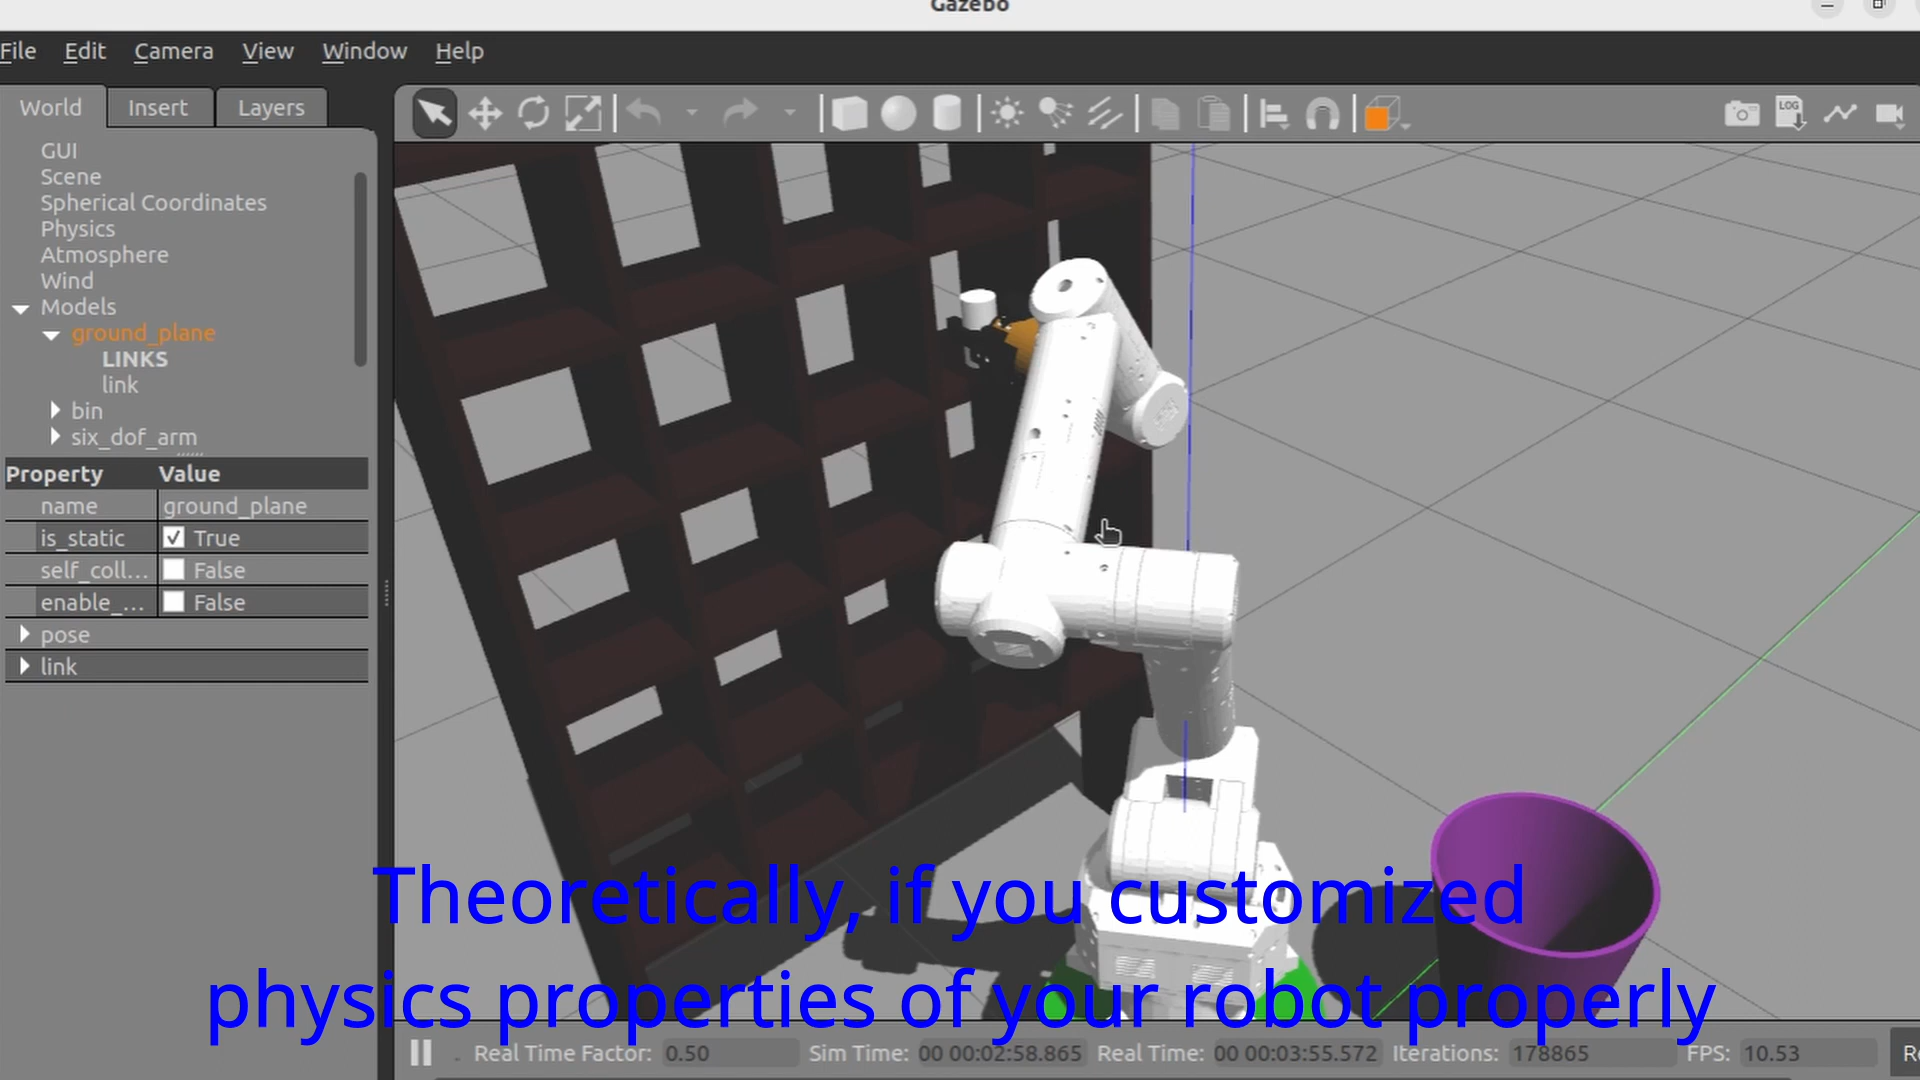 Gazebo
File Edit Camera View Window Help
World Insert Layers
LOG
GUI
Scene
Spherical Coordinates
Physics
Atmosphere
Wind
Models
ground_plane
LINKS
link
bin
six_dof_arm
Property Value
name ground_plane
is_static True
self_coll... False
enable_... False
pose
link
Theoretically, if you customized
physics properties of your robot properly
Real Time Factor: 0.50 Sim Time: 00 00:02:58.865 Real Time: 00 00:03:55.572 Iterations: 178865 FPS: 10.53